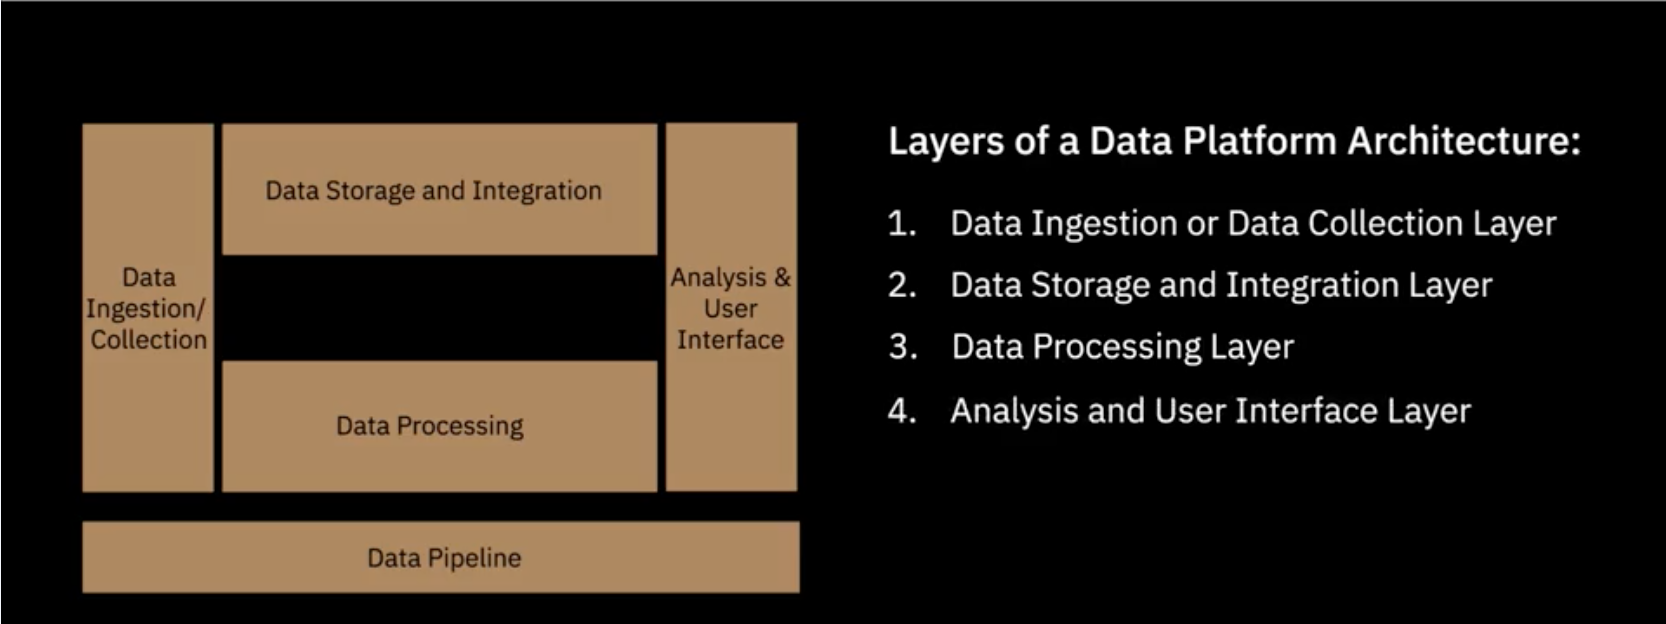 Data Storage and Integration
Data
Ingestion/
Collection
Analysis &
User
Interface
Data Processing
Data Pipeline
Layers of a Data Platform Architecture:
1. Data Ingestion or Data Collection Layer
2. Data Storage and Integration Layer
3. Data Processing Layer
4. Analysis and User Interface Layer